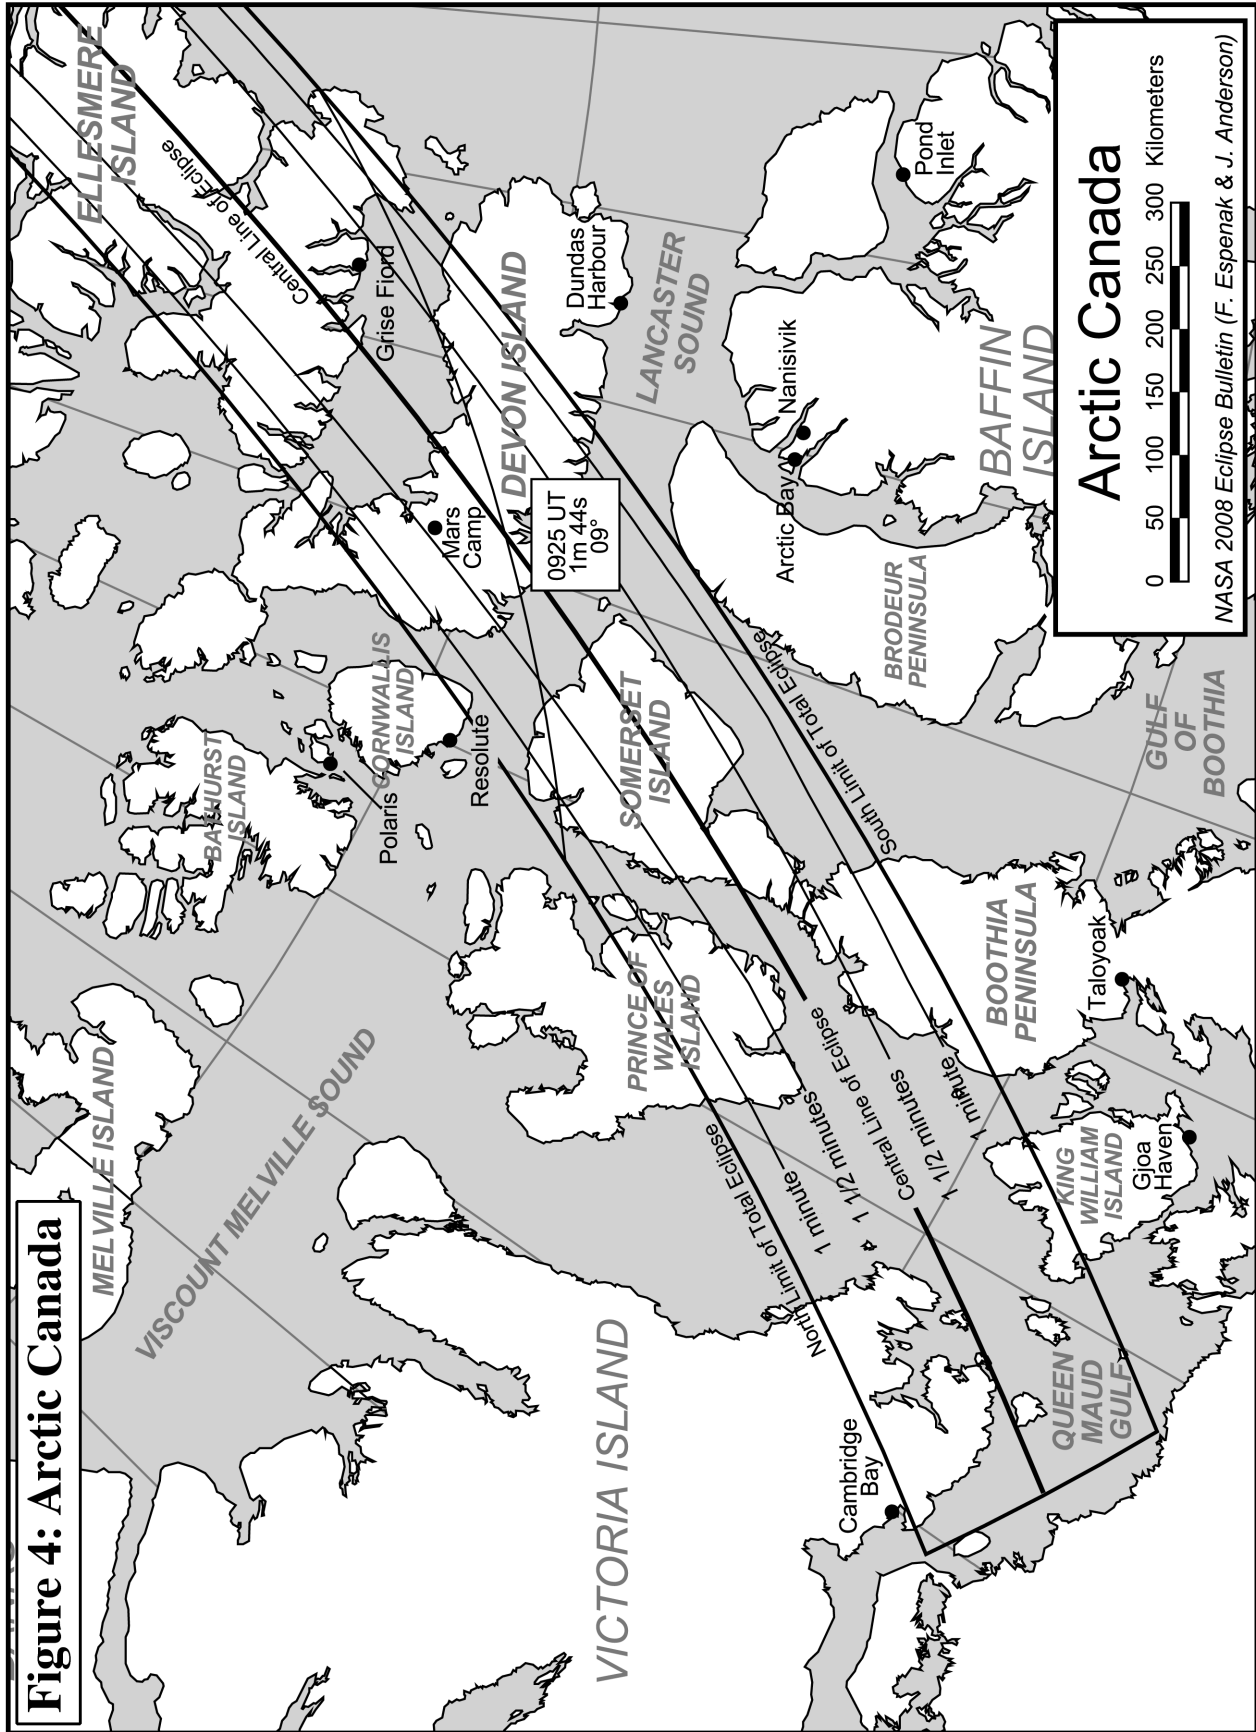 Figure 4: Arctic Canada
MELVILLE ISLAND
VISCOUNT MELVILLE SOUND
VICTORIA ISLAND
BATHURST
ISLAND
Polaris
CORNWALLIS
ISLAND
Resolute
ELLESMERE
ISLAND
Central Line of Eclipse
Grise Fiord
Mars
Camp
DEVON ISLAND
Dundas
Harbour
LANCASTER
SOUND
0925 UT
1m 44s
09°
SOMERSET
ISLAND
PRINCE OF
WALES
ISLAND
North Limit of Total Eclipse
1 minute
1 1/2 minutes
Central Line of Eclipse
1 1/2 minutes
1 minute
South Limit of Total Eclipse
Cambridge
Bay
QUEEN
MAUD
GULF
KING
WILLIAM
ISLAND
Gjoa
Haven
BOOTHIA
PENINSULA
Taloyoak
GULF
OF
BOOTHIA
BRODEUR
PENINSULA
Arctic Bay
Nanisivik
BAFFIN
ISLAND
Pond
Inlet
Arctic Canada
0 50 100 150 200 250 300 Kilometers
NASA 2008 Eclipse Bulletin (F. Espenak & J. Anderson)